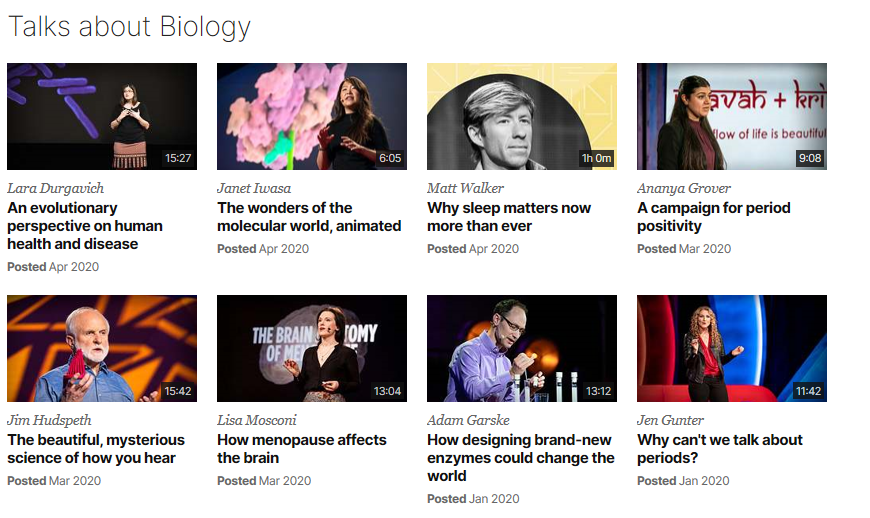 Talks about Biology
15:27
6:05
1h 0m
avah + kri
flow of life is beautiful
9:08
Lara Durgavich
An evolutionary
perspective on human
health and disease
Posted Apr 2020
Janet Iwasa
The wonders of the
molecular world, animated
Posted Apr 2020
Matt Walker
Why sleep matters now
more than ever
Posted Apr 2020
Ananya Grover
A campaign for period
positivity
Posted Mar 2020
15:42
THE BRAIN
OMY
OF ME
13:04
13:12
11:42
Jim Hudspeth
The beautiful, mysterious
science of how you hear
Posted Mar 2020
Lisa Mosconi
How menopause affects
the brain
Posted Mar 2020
Adam Garske
How designing brand-new
enzymes could change the
world
Posted Jan 2020
Jen Gunter
Why can't we talk about
periods?
Posted Jan 2020